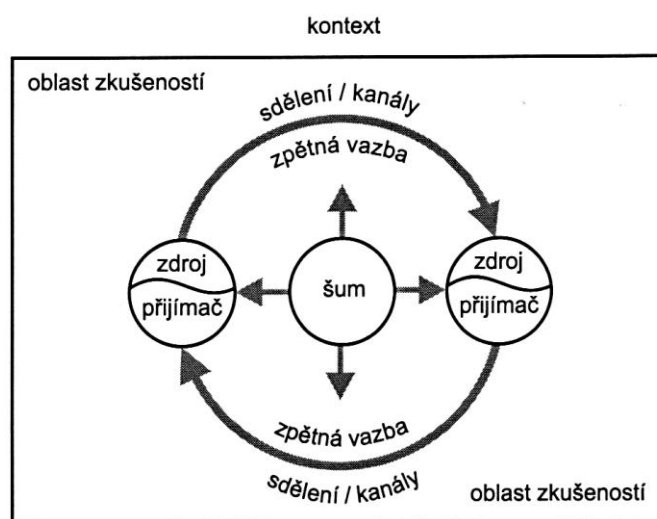 kontext
oblast zkušeností
sdělení / kanály
zpětná vazba
zdroj
přijímač
šum
zdroj
přijímač
zpětná vazba
sdělení / kanály
oblast zkušeností